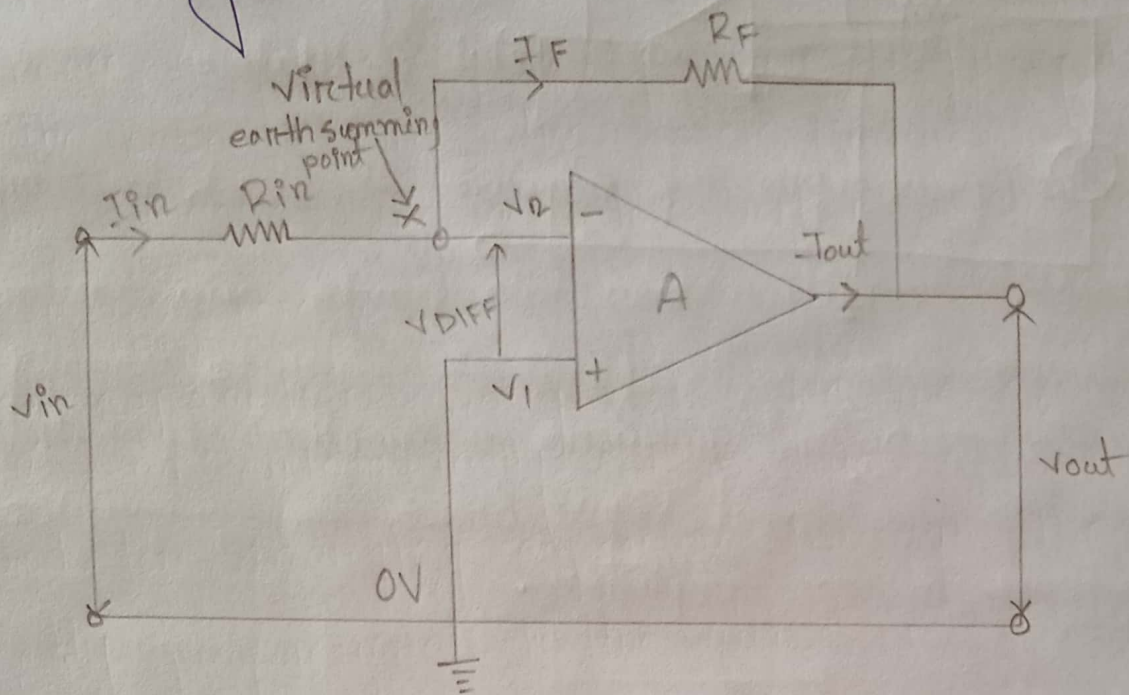 IF
RF
Virtual
earth summing
point
Iin
Rin
X
V2
-
Iout
A
VDIFF
+
V1
Vin
Vout
0V